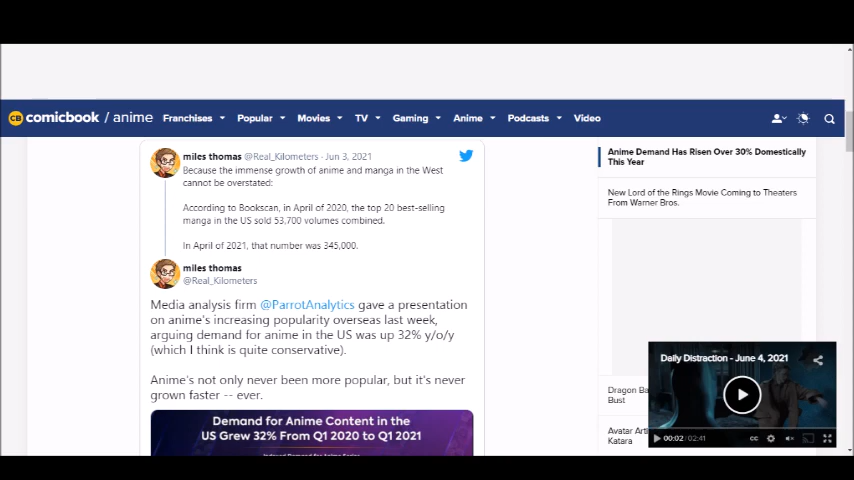 CB comicbook / anime Franchises Popular Movies TV Gaming Anime Podcasts Video
miles thomas @Real_Kilometers · Jun 3, 2021
Because the immense growth of anime and manga in the West
cannot be overstated:
According to Bookscan, in April of 2020, the top 20 best-selling
manga in the US sold 53,700 volumes combined.
In April of 2021, that number was 345,000.
miles thomas
@Real_Kilometers
Media analysis firm @ParrotAnalytics gave a presentation
on anime's increasing popularity overseas last week,
arguing demand for anime in the US was up 32% y/o/y
(which I think is quite conservative).
Anime's not only never been more popular, but it's never
grown faster -- ever.
Demand for Anime Content in the
US Grew 32% From Q1 2020 to Q1 2021
Anime Demand Has Risen Over 30% Domestically
This Year
New Lord of the Rings Movie Coming to Theaters
From Warner Bros.
Dragon Ba
Bust
Avatar Arti
Katara
Daily Distraction - June 4, 2021
00:02 / 02:41 CC